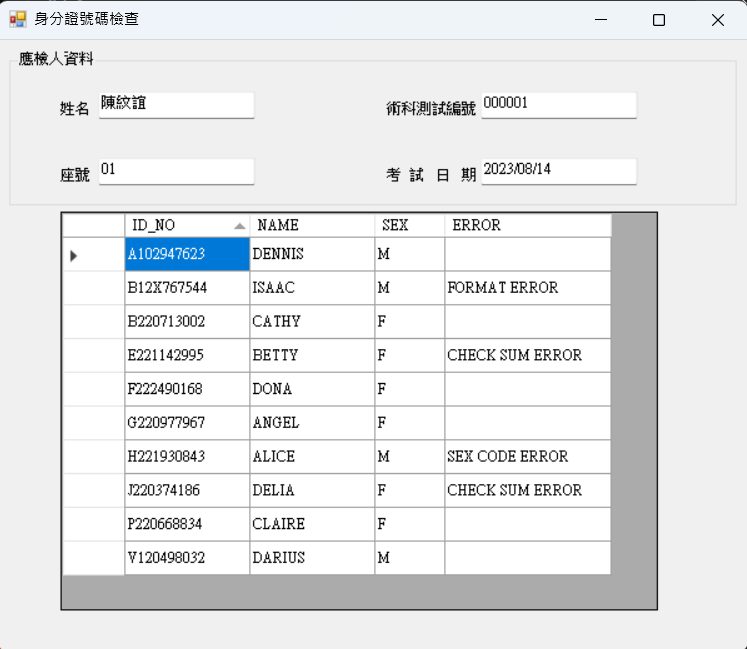 身分證號碼檢查
應檢人資料
姓名 陳紋誼 術科測試編號 000001
座號 01 考 試 日 期 2023/08/14
ID_NO NAME SEX ERROR
A102947623 DENNIS M
B12X767544 ISAAC M FORMAT ERROR
B220713002 CATHY F
E221142995 BETTY F CHECK SUM ERROR
F222490168 DONA F
G220977967 ANGEL F
H221930843 ALICE M SEX CODE ERROR
J220374186 DELIA F CHECK SUM ERROR
P220668834 CLAIRE F
V120498032 DARIUS M